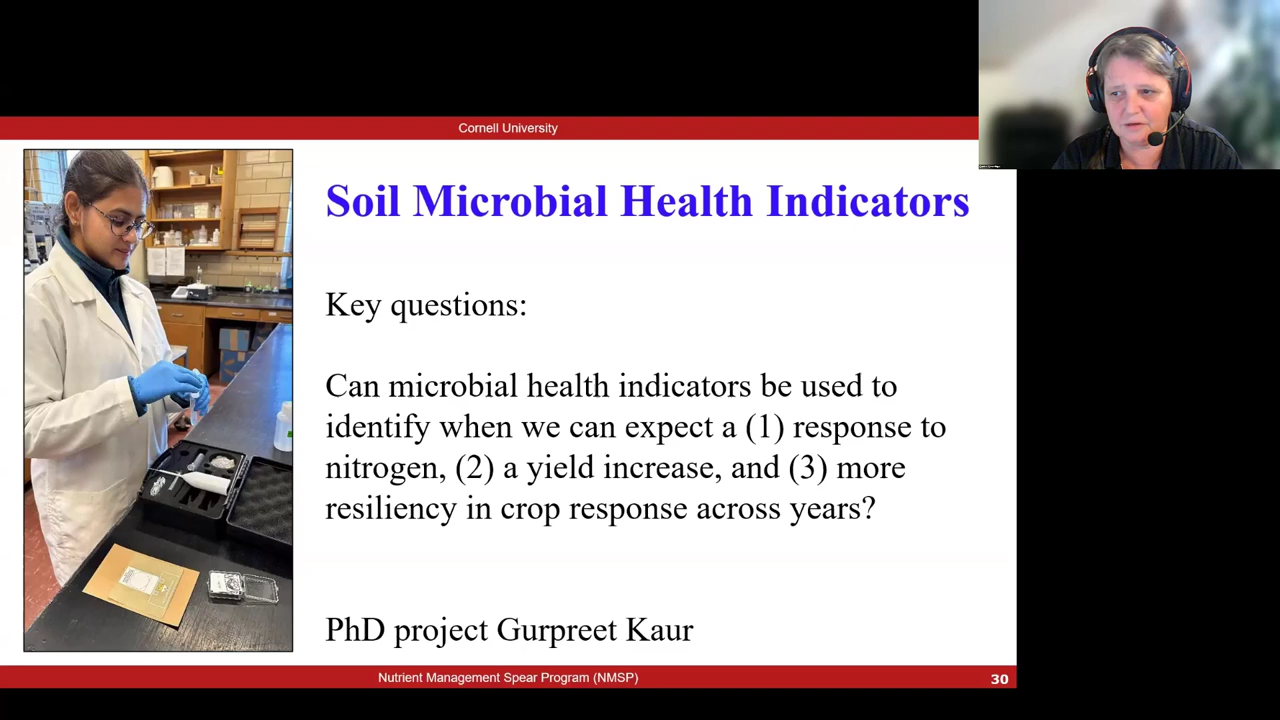 Cornell University
Soil Microbial Health Indicators
Key questions:
Can microbial health indicators be used to
identify when we can expect a (1) response to
nitrogen, (2) a yield increase, and (3) more
resiliency in crop response across years?
PhD project Gurpreet Kaur
Nutrient Management Spear Program (NMSP)
30